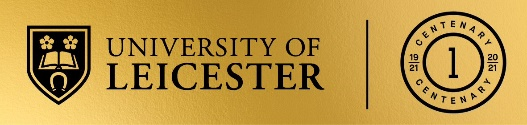 UNIVERSITY OF
LEICESTER
CENTENARY
19 21
1
20 21
CENTENARY